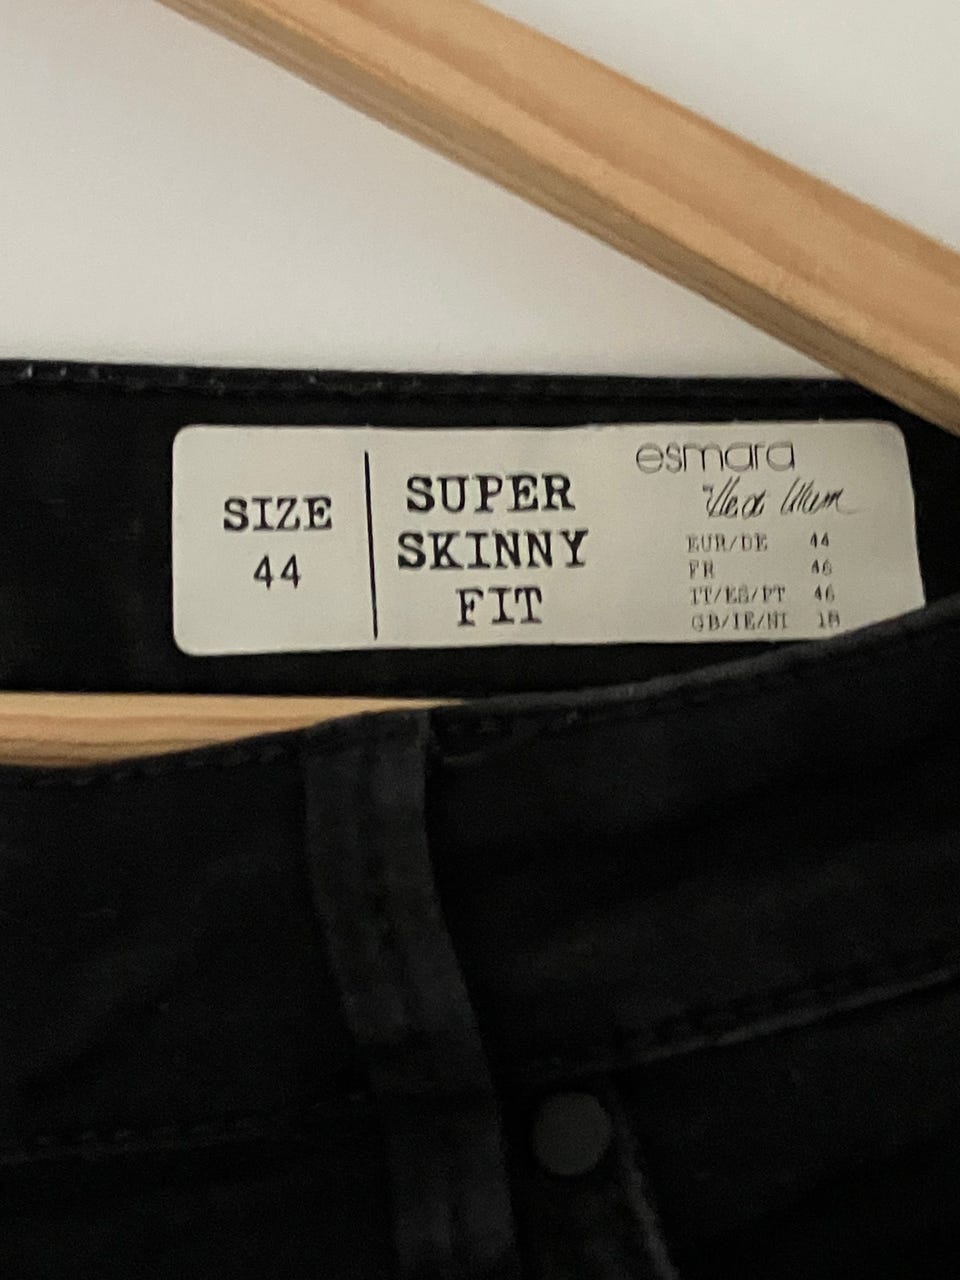 SIZE
44
SUPER
SKINNY
FIT
esmara
EUR/DE 44
FR 46
IT/ES/PT 46
GB/IE/NI 18